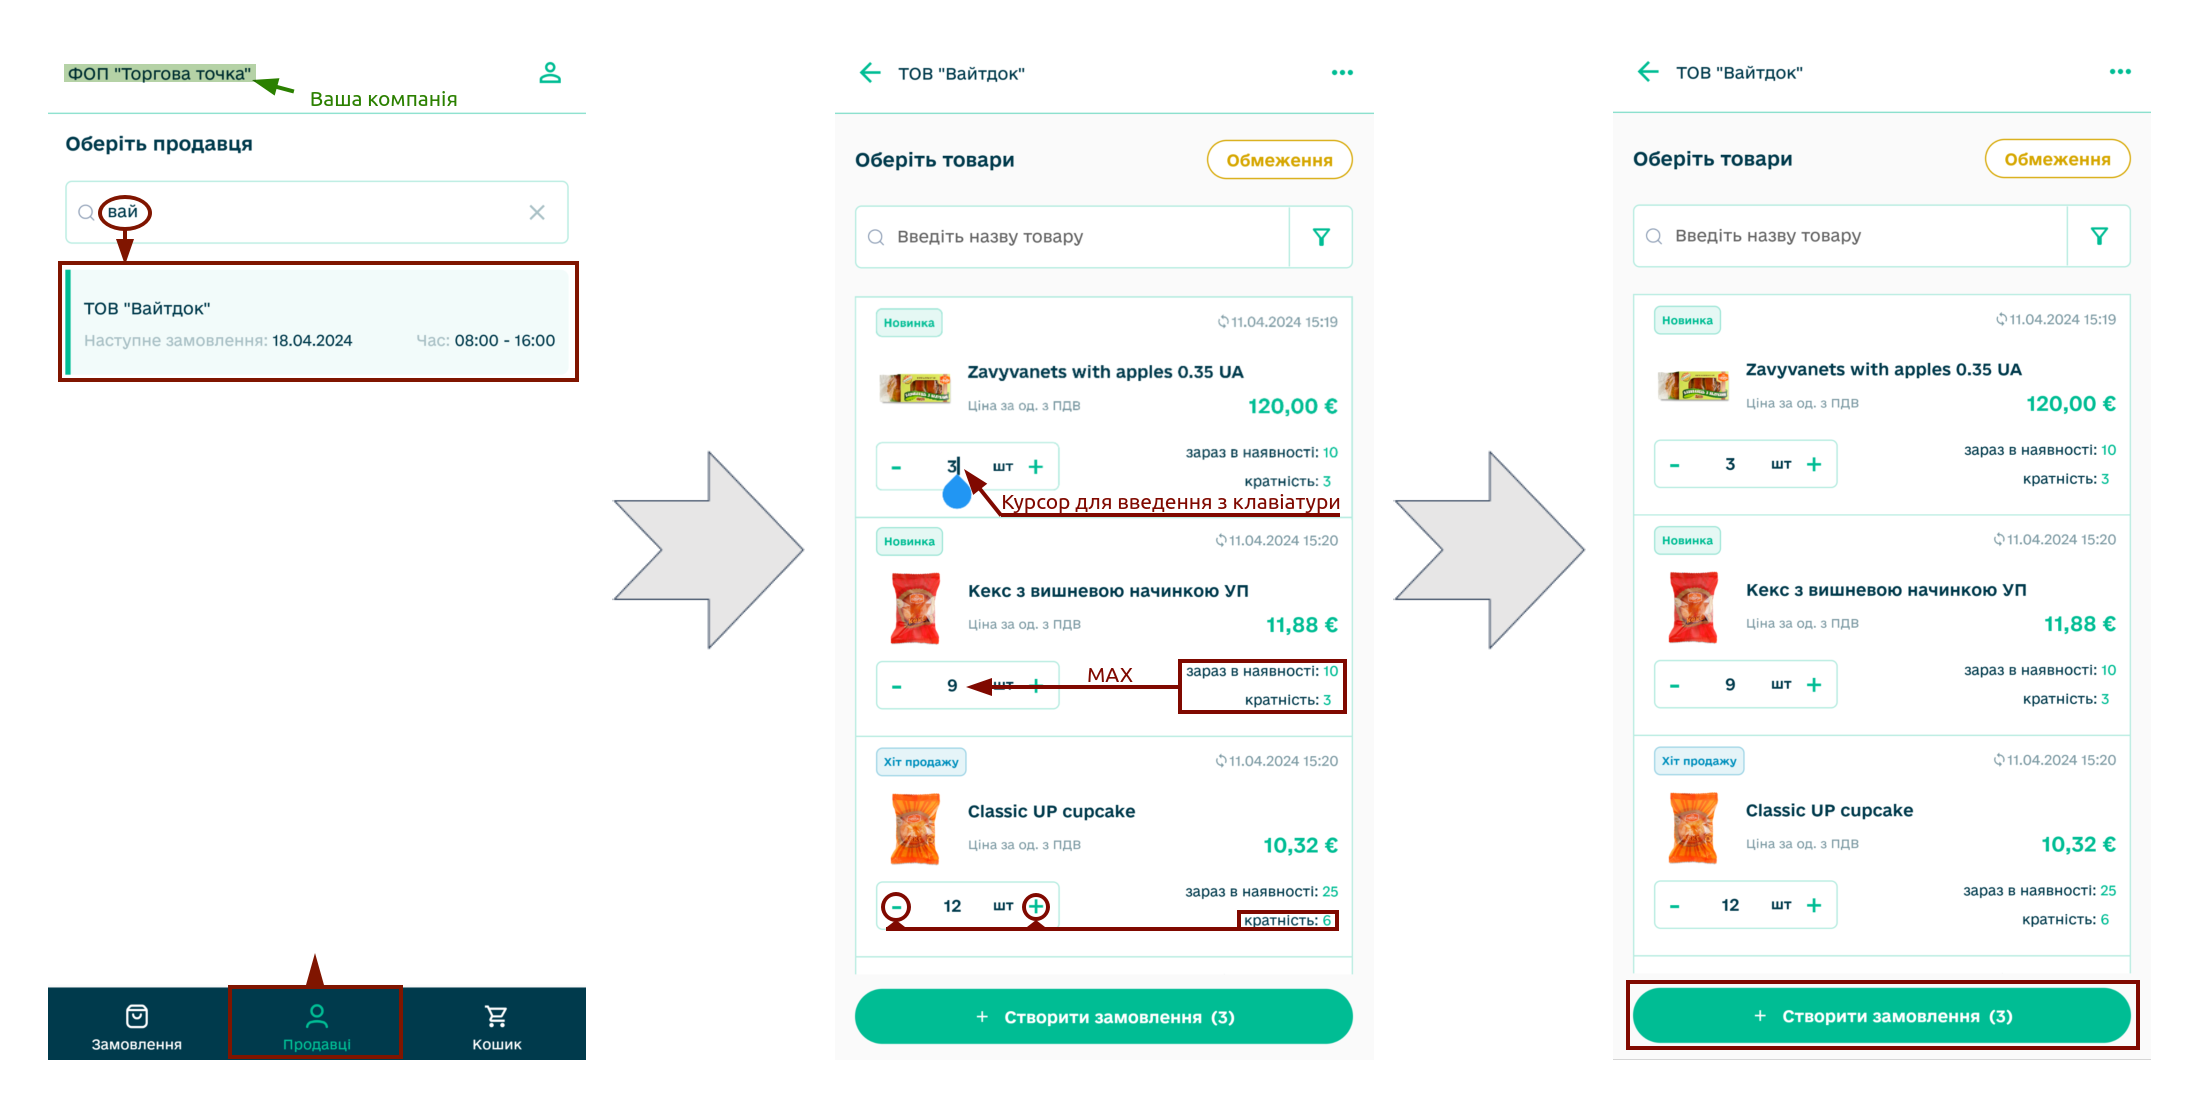 ФОП "Торгова точка"
Ваша компанія
Оберіть продавця
вай
ТОВ "Вайтдок"
Наступне замовлення: 18.04.2024 Час: 08:00 - 16:00
Замовлення
Продавці
Кошик
ТОВ "Вайтдок"
Оберіть товари
Обмеження
Введіть назву товару
Новинка
11.04.2024 15:19
Zavyvanets with apples 0.35 UA
Ціна за од. з ПДВ
120,00 €
- 3 шт +
зараз в наявності: 10
кратність: 3
Курсор для введення з клавіатури
Новинка
11.04.2024 15:20
Кекс з вишневою начинкою УП
Ціна за од. з ПДВ
11,88 €
- 9 шт +
MAX
зараз в наявності: 10
кратність: 3
Хіт продажу
11.04.2024 15:20
Classic UP cupcake
Ціна за од. з ПДВ
10,32 €
- 12 шт +
зараз в наявності: 25
кратність: 6
+ Створити замовлення (3)
ТОВ "Вайтдок"
Оберіть товари
Обмеження
Введіть назву товару
Новинка
11.04.2024 15:19
Zavyvanets with apples 0.35 UA
Ціна за од. з ПДВ
120,00 €
- 3 шт +
зараз в наявності: 10
кратність: 3
Новинка
11.04.2024 15:20
Кекс з вишневою начинкою УП
Ціна за од. з ПДВ
11,88 €
- 9 шт +
зараз в наявності: 10
кратність: 3
Хіт продажу
11.04.2024 15:20
Classic UP cupcake
Ціна за од. з ПДВ
10,32 €
- 12 шт +
зараз в наявності: 25
кратність: 6
+ Створити замовлення (3)